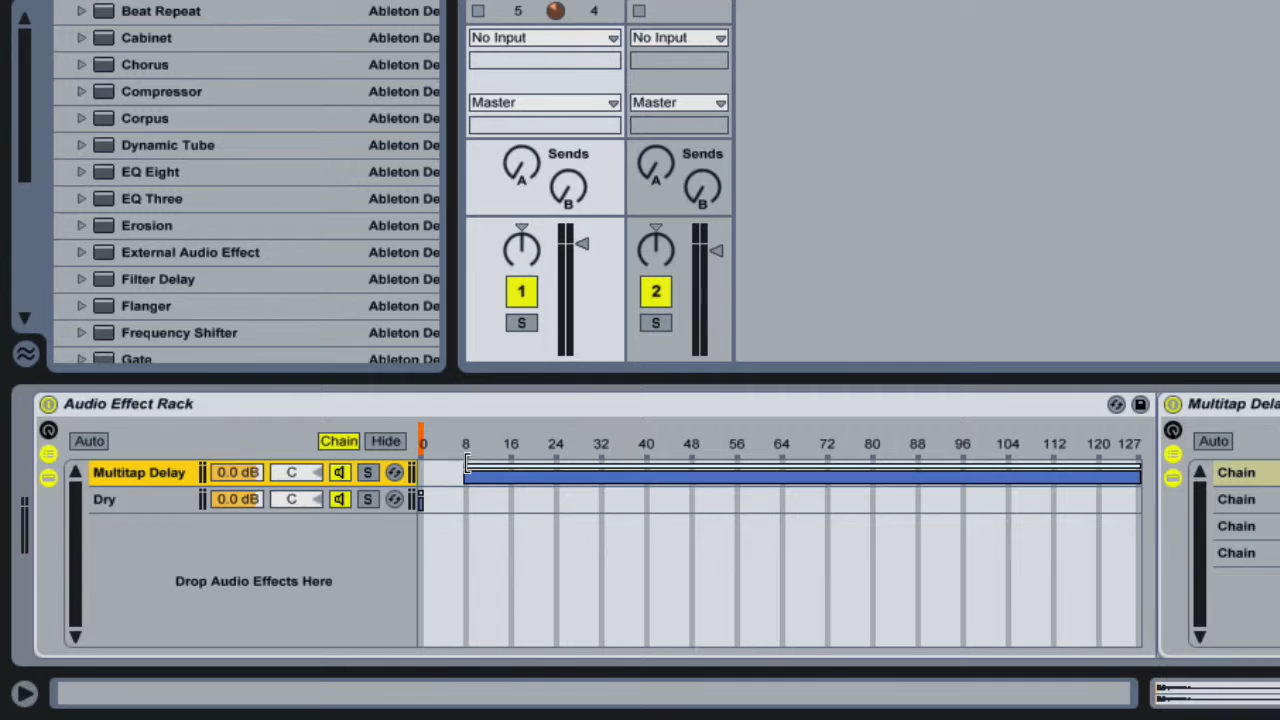 Beat Repeat Ableton De
Cabinet Ableton De
Chorus Ableton De
Compressor Ableton De
Corpus Ableton De
Dynamic Tube Ableton De
EQ Eight Ableton De
EQ Three Ableton De
Erosion Ableton De
External Audio Effect Ableton De
Filter Delay Ableton De
Flanger Ableton De
Frequency Shifter Ableton De
Gate Ableton De
5 4
No Input No Input
Master Master
Sends Sends
A A
B B
1 2
S S
Audio Effect Rack
Auto Chain Hide 0 8 16 24 32 40 48 56 64 72 80 88 96 104 112 120 127
Multitap Delay 0.0 dB C S
Dry 0.0 dB C S
Drop Audio Effects Here
Multitap Dela
Auto
Chain
Chain
Chain
Chain